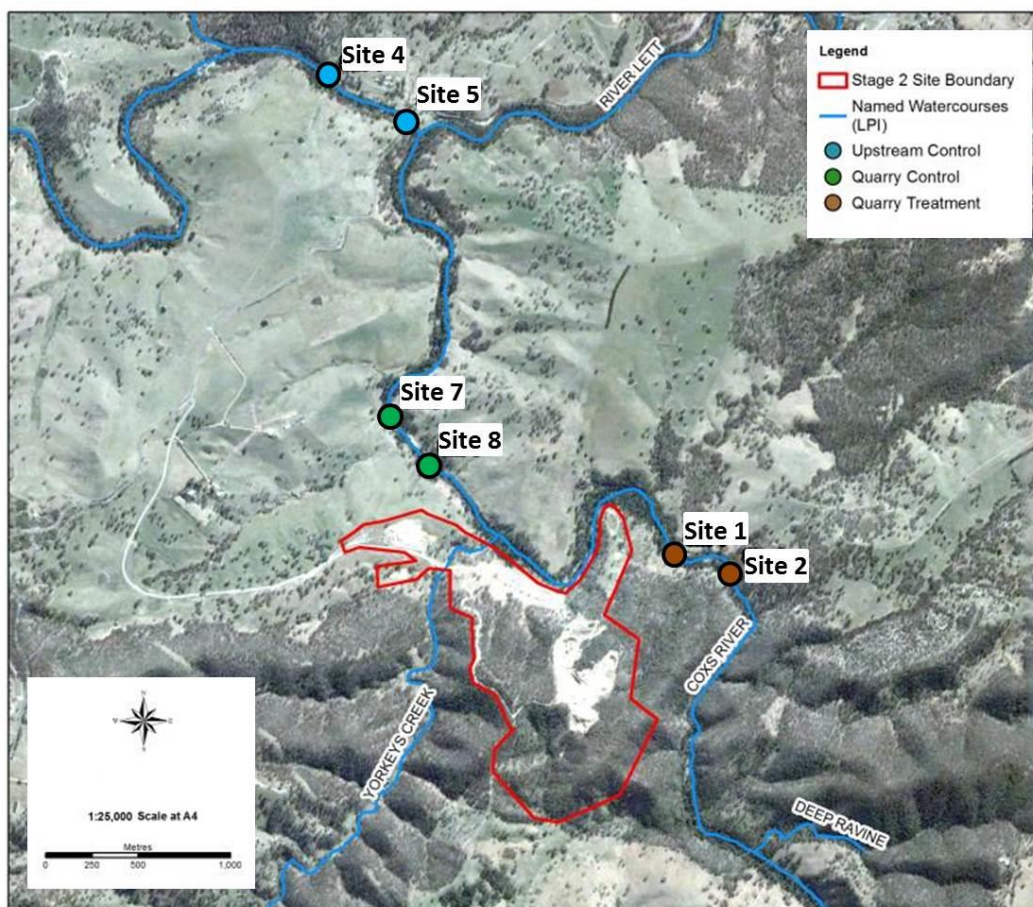 Site 4
Site 5
RIVER LETT
Legend
Stage 2 Site Boundary
Named Watercourses
(LPI)
Upstream Control
Quarry Control
Quarry Treatment
Site 7
Site 8
Site 1
Site 2
COXS RIVER
YORKEYS CREEK
DEEP RAVINE
N
W
E
S
1:25,000 Scale at A4
Metres
0 250 500 1,000